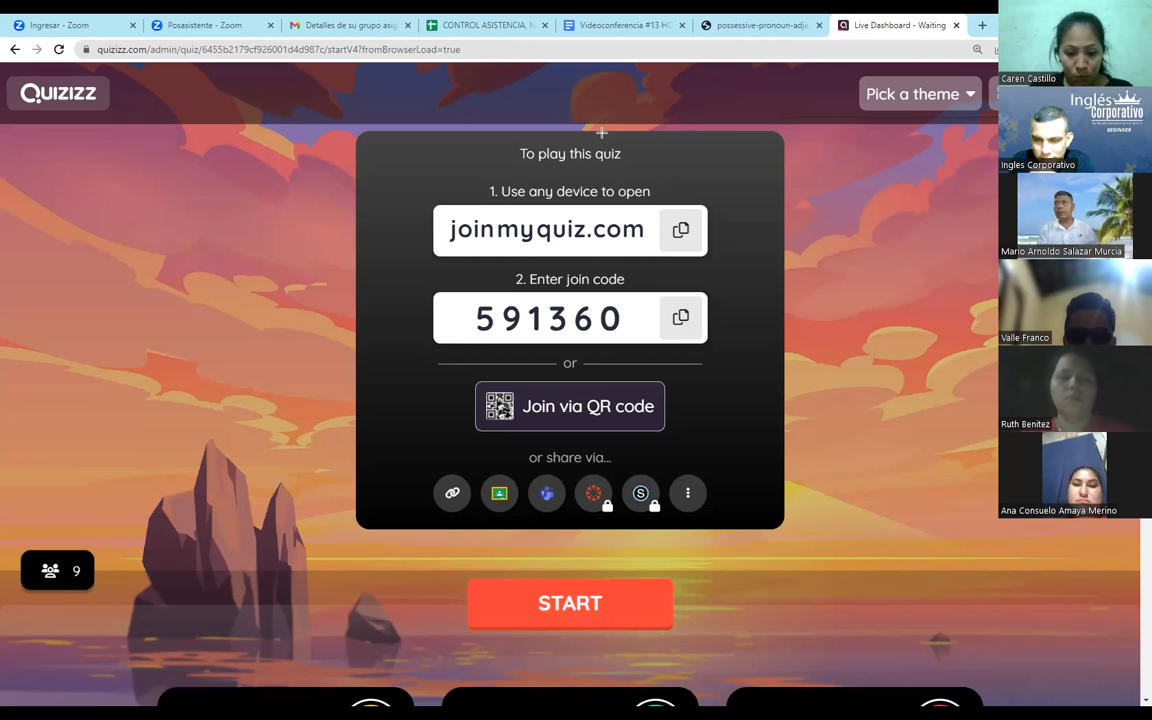 Ingresar - Zoom
Posasistente - Zoom
Detalles de su grupo asig
CONTROL ASISTENCIA, N
Videoconferencia #13 HO
possessive-pronoun-adje
Live Dashboard - Waiting
quizizz.com/admin/quiz/6455b2179cf926001d4d987c/startV4?fromBrowserLoad=true
Quizizz
Pick a theme
To play this quiz
1. Use any device to open
joinmyquiz.com
2. Enter join code
591360
or
Join via QR code
or share via...
9
START
Caren Castillo
Inglés
Corporativo
BEGINNER
Ingles Corporativo
Mario Arnoldo Salazar Murcia
Valle Franco
Ruth Benitez
Ana Consuelo Amaya Merino